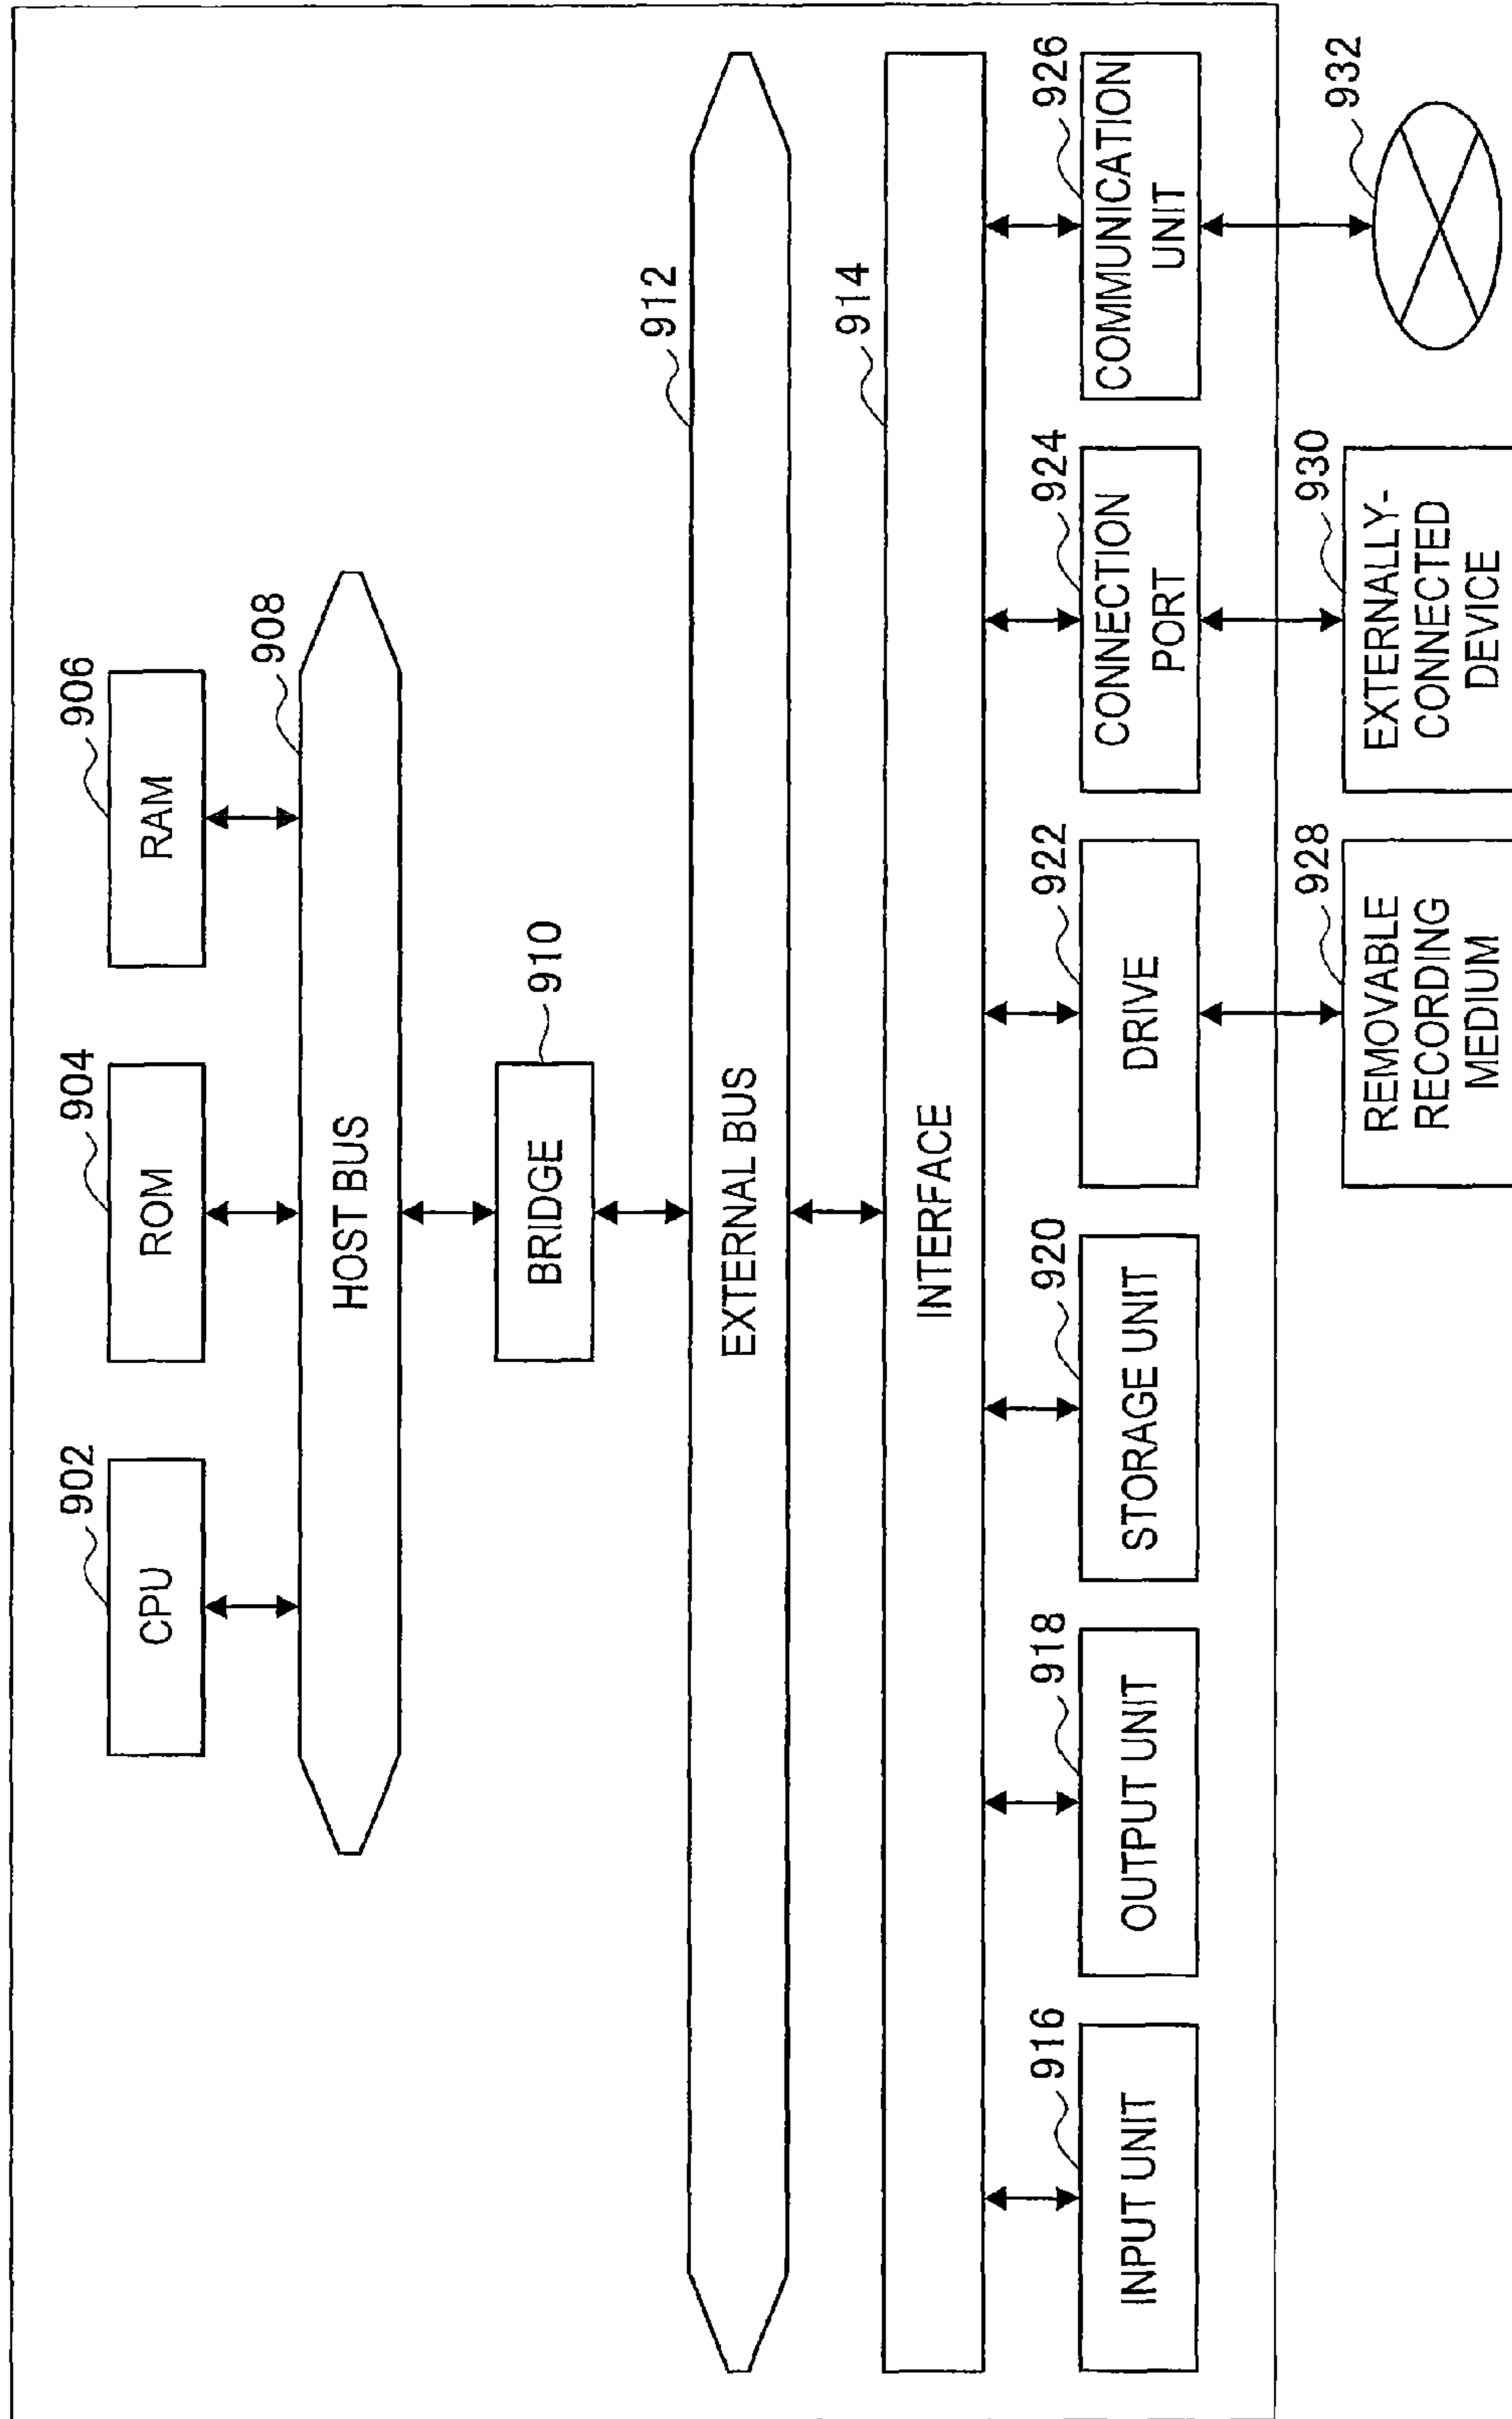 902
904
906
CPU
ROM
RAM
908
HOST BUS
910
BRIDGE
912
EXTERNAL BUS
914
INTERFACE
916
918
920
922
924
926
INPUT UNIT
OUTPUT UNIT
STORAGE UNIT
DRIVE
CONNECTION
PORT
COMMUNICATION
UNIT
928
930
932
REMOVABLE
RECORDING
MEDIUM
EXTERNALLY-
CONNECTED
DEVICE